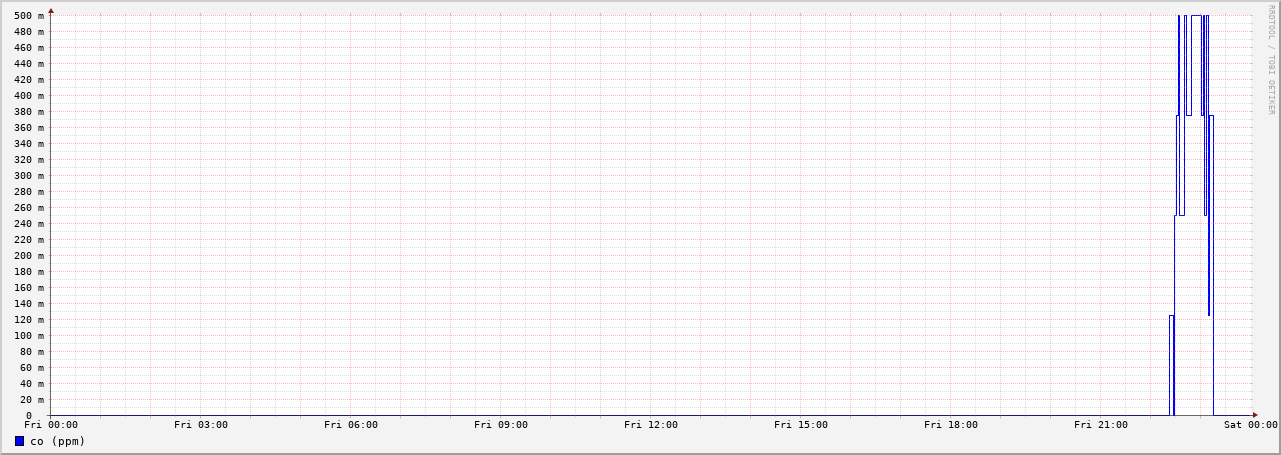 500 m
480 m
460 m
440 m
420 m
400 m
380 m
360 m
340 m
320 m
300 m
280 m
260 m
240 m
220 m
200 m
180 m
160 m
140 m
120 m
100 m
80 m
60 m
40 m
20 m
0
Fri 00:00 Fri 03:00 Fri 06:00 Fri 09:00 Fri 12:00 Fri 15:00 Fri 18:00 Fri 21:00 Sat 00:00
co (ppm)
RRDTOOL / TOBI OETIKER